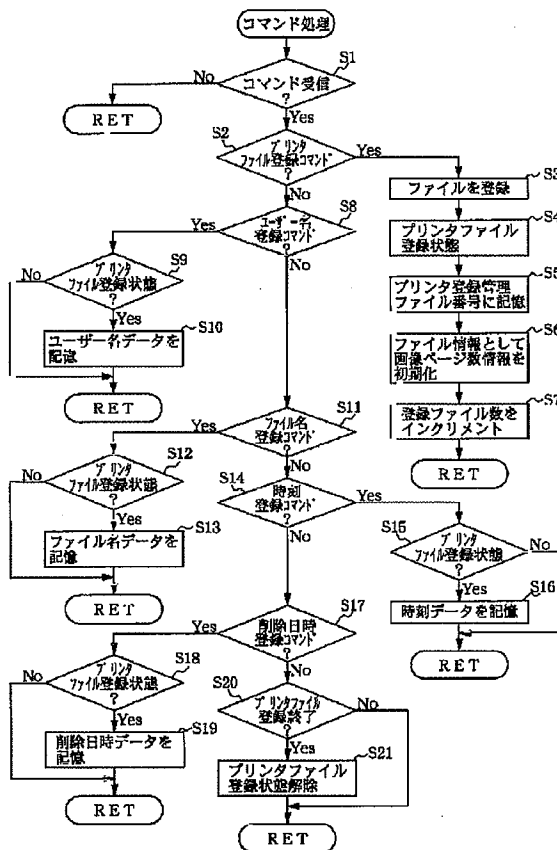 コマンド処理
S1
No
コマンド受信
?
RET
Yes
S2
プリンタ
ファイル登録コマンド
?
Yes
No
S3
ファイルを登録
S4
プリンタファイル
登録状態
S5
プリンタ登録管理
ファイル番号に記憶
S6
ファイル情報として
画像ページ数情報を
初期化
S7
登録ファイル数を
インクリメント
RET
S8
Yes
ユーザー名
登録コマンド
?
No
S9
No
プリンタ
ファイル登録状態
?
Yes
S10
ユーザー名データを
記憶
RET
S11
Yes
ファイル名
登録コマンド
?
No
S12
No
プリンタ
ファイル登録状態
?
Yes
S13
ファイル名データを
記憶
RET
S14
時刻
登録コマンド
?
Yes
No
S15
プリンタ
ファイル登録状態
?
No
Yes
S16
時刻データを記憶
RET
S17
Yes
削除日時
登録コマンド
?
No
S18
No
プリンタ
ファイル登録状態
?
Yes
S19
削除日時データを
記憶
RET
S20
プリンタファイル
登録終了
?
No
Yes
S21
プリンタファイル
登録状態解除
RET